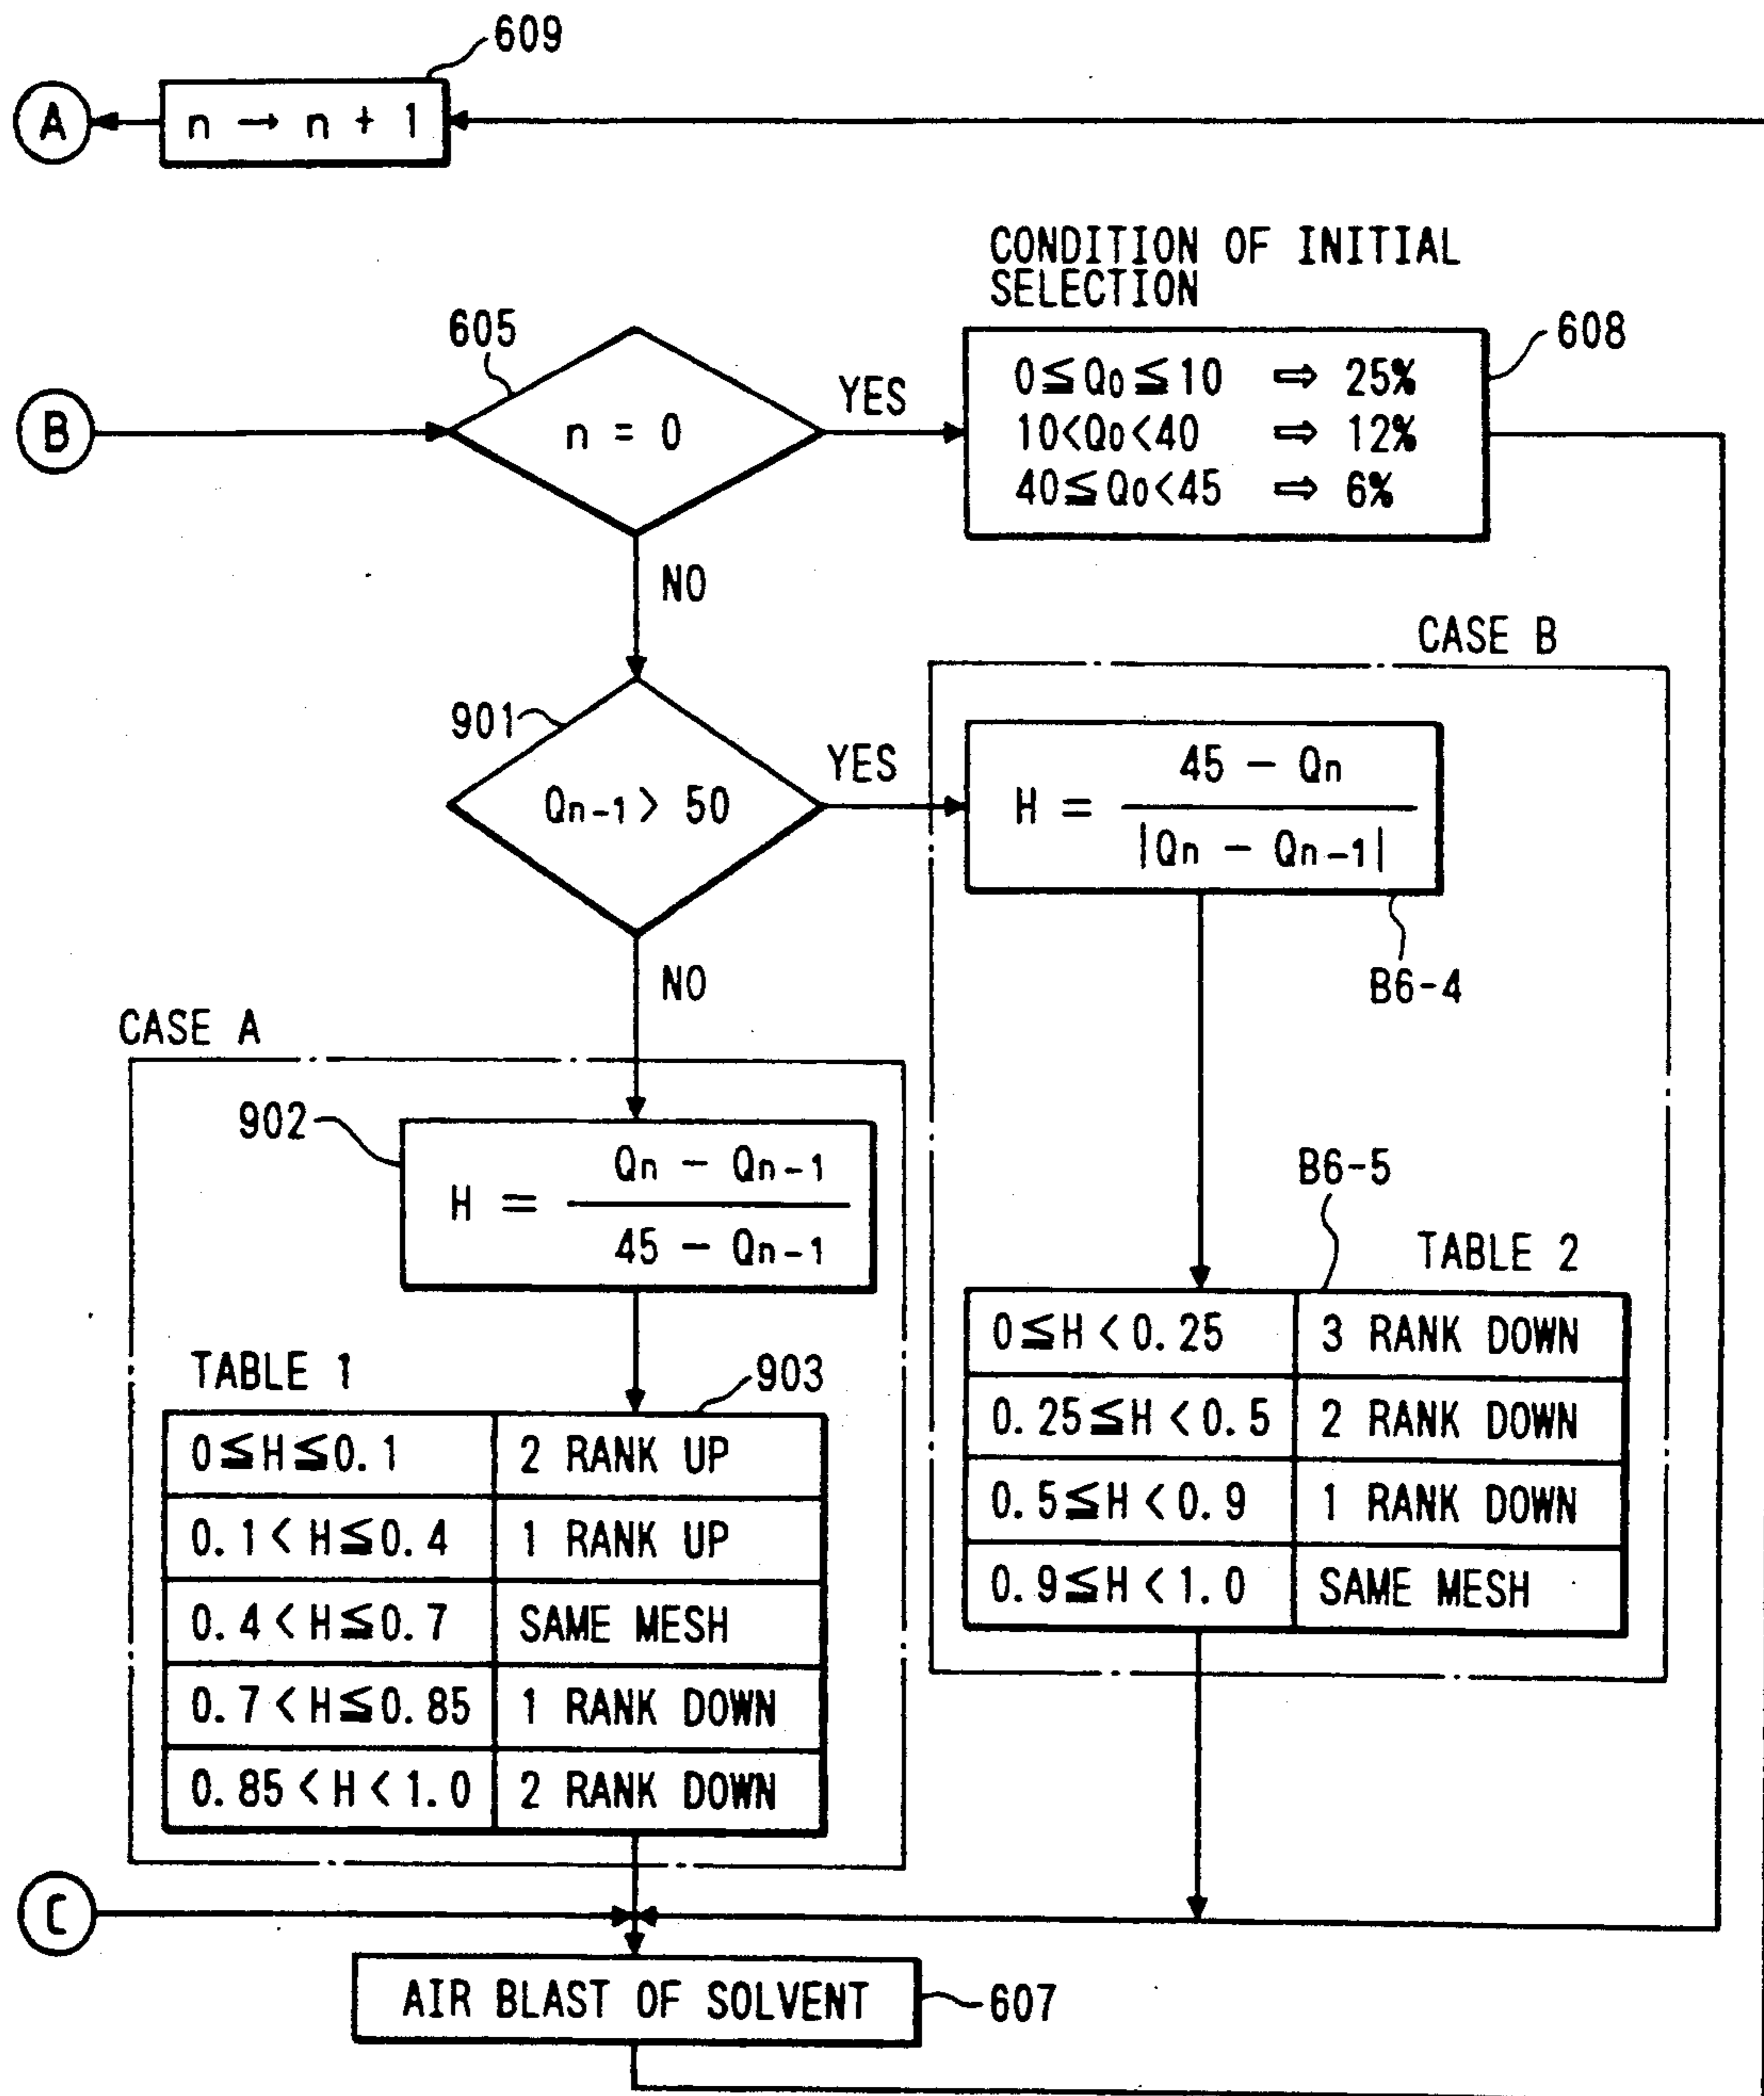 609
A
n → n + 1
CONDITION OF INITIAL
SELECTION
605
608
B
n = 0
YES
0≦Q0≦10 ⇨ 25%
10<Q0<40 ⇨ 12%
40≦Q0<45 ⇨ 6%
NO
CASE B
901
Qn-1> 50
YES
H = 45 − Qn / |Qn − Qn-1|
B6-4
NO
CASE A
902
H = Qn − Qn-1 / 45 − Qn-1
B6-5
TABLE 2
0≦H<0.25 3 RANK DOWN
0.25≦H<0.5 2 RANK DOWN
0.5≦H<0.9 1 RANK DOWN
0.9≦H<1.0 SAME MESH
TABLE 1
903
0≦H≦0.1 2 RANK UP
0.1<H≦0.4 1 RANK UP
0.4<H≦0.7 SAME MESH
0.7<H≦0.85 1 RANK DOWN
0.85<H<1.0 2 RANK DOWN
C
AIR BLAST OF SOLVENT
607